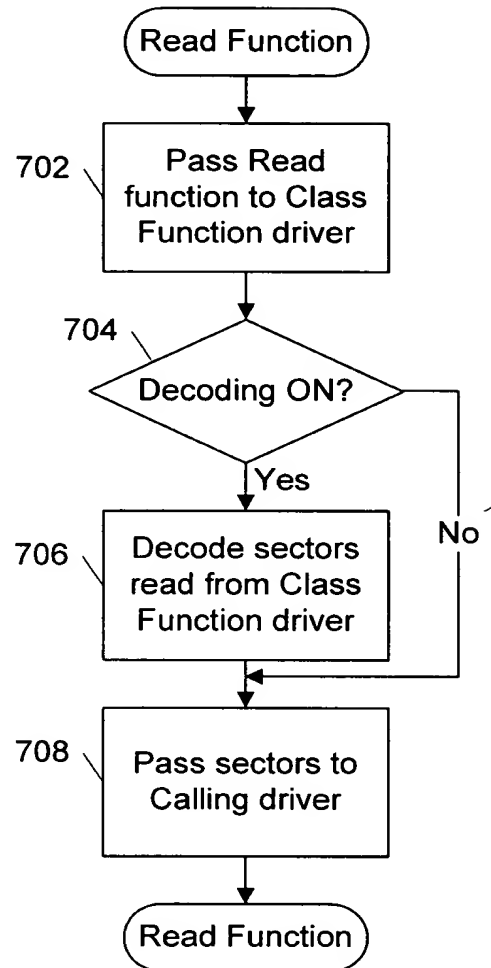 Read Function
702
Pass Read
function to Class
Function driver
704
Decoding ON?
Yes
No
706
Decode sectors
read from Class
Function driver
708
Pass sectors to
Calling driver
Read Function